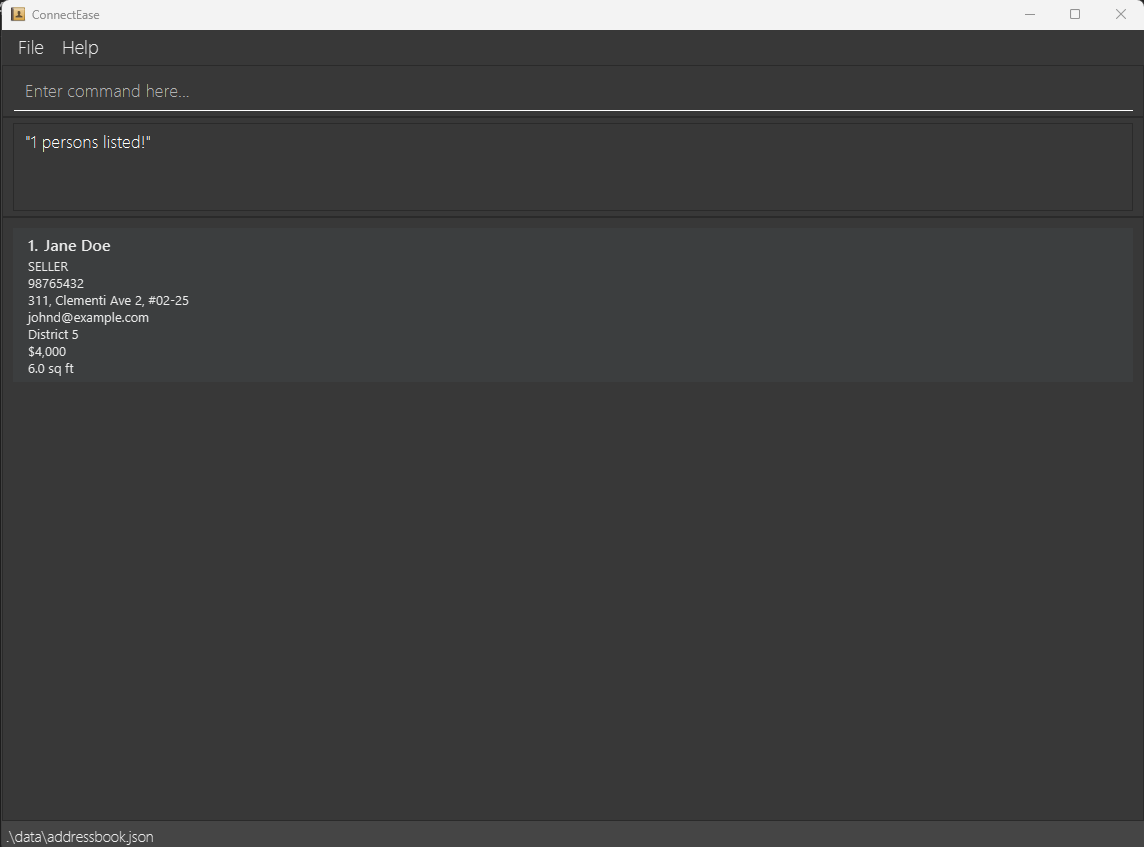 ConnectEase
File Help
Enter command here...
"1 persons listed!"
1. Jane Doe
SELLER
98765432
311, Clementi Ave 2, #02-25
johnd@example.com
District 5
$4,000
6.0 sq ft
.\data\addressbook.json